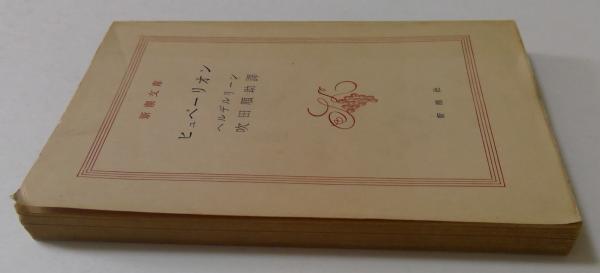 新潮文庫
ヒュペーリオン
ヘルデルリーン
吹田順助譯
新潮社